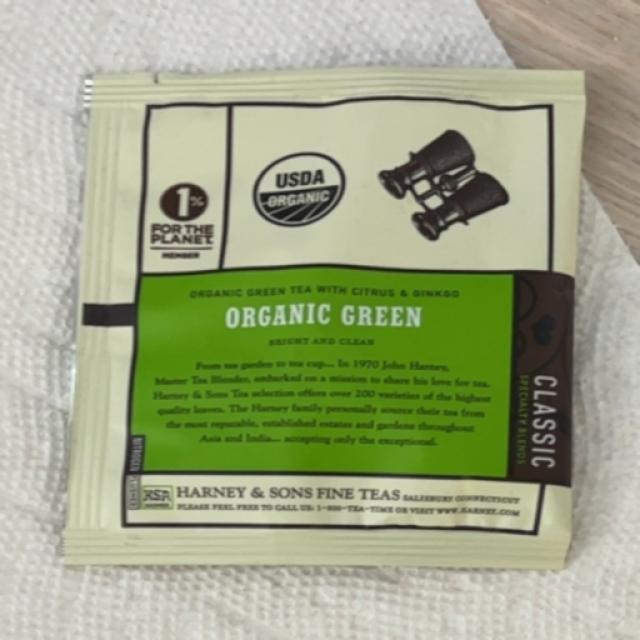 1%
FOR THE
PLANET
MEMBER
USDA
ORGANIC
ORGANIC GREEN TEA WITH CITRUS & GINKGO
ORGANIC GREEN
BRIGHT AND CLEAN
From tea garden to tea cup... In 1970 John Harney,
Master Tea Blender, embarked on a mission to share his love for tea.
Harney & Sons Tea selection offers over 200 varieties of the highest
quality leaves. The Harney family personally source their tea from
the most reputable, established estates and gardens throughout
Asia and India... accepting only the exceptional.
CLASSIC
SPECIALTY BLENDS
HARNEY & SONS FINE TEAS SALISBURY CONNECTICUT
PLEASE FEEL FREE TO CALL US: 1-800-TEA-TIME OR VISIT WWW.HARNEY.COM